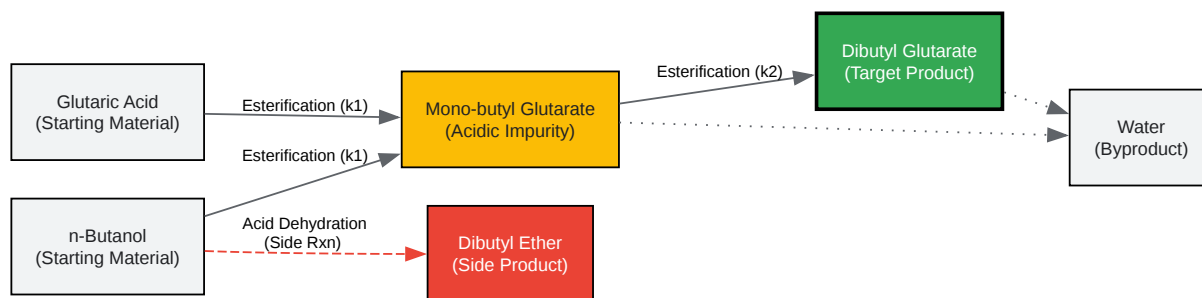 Glutaric Acid
(Starting Material)
n-Butanol
(Starting Material)
Esterification (k1)
Esterification (k1)
Acid Dehydration
(Side Rxn)
Mono-butyl Glutarate
(Acidic Impurity)
Dibutyl Ether
(Side Product)
Esterification (k2)
Dibutyl Glutarate
(Target Product)
Water
(Byproduct)